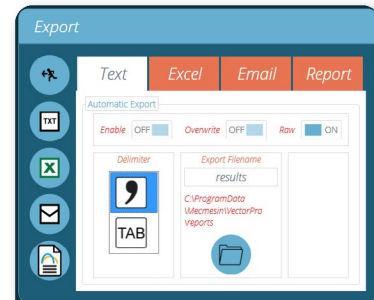 Export
Text Excel Email Report
Automatic Export
Enable OFF Overwrite OFF Raw ON
TXT
X
Delimiter
,
TAB
Export Filename
results
C:\ProgramData
\Mecmesin\VectorPro
\reports